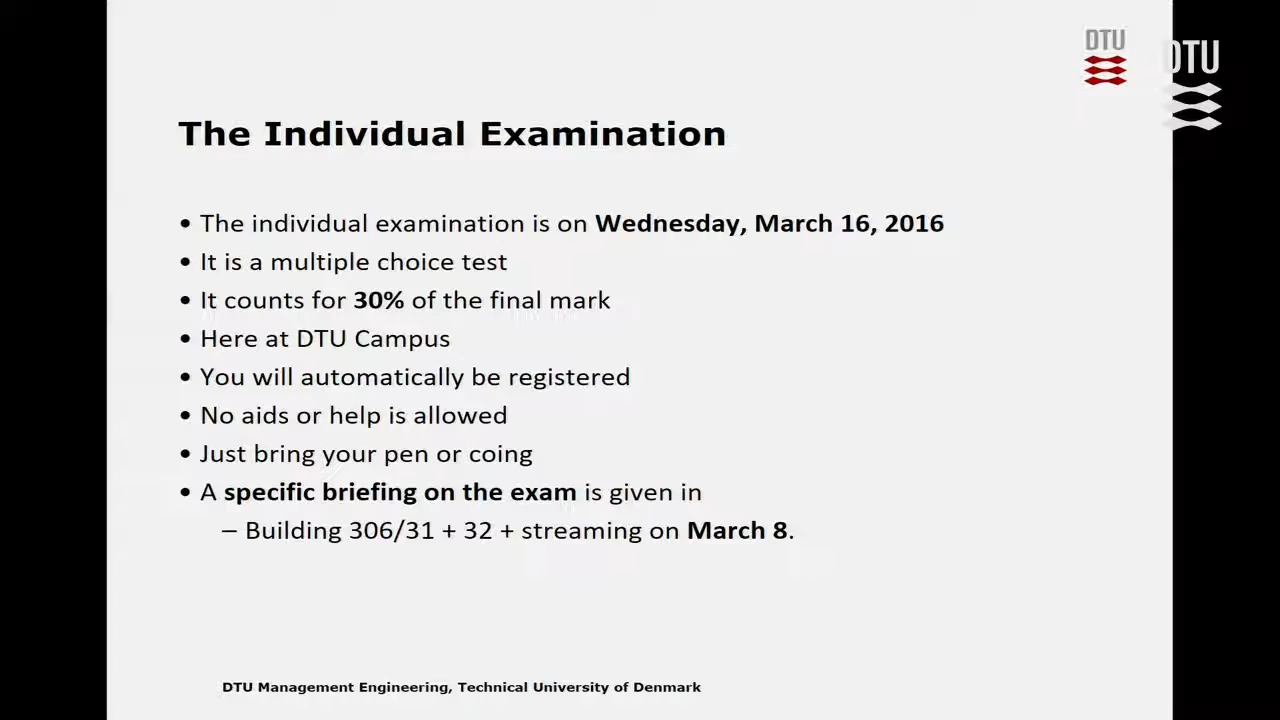 DTU
DTU
The Individual Examination
• The individual examination is on Wednesday, March 16, 2016
• It is a multiple choice test
• It counts for 30% of the final mark
• Here at DTU Campus
• You will automatically be registered
• No aids or help is allowed
• Just bring your pen or coing
• A specific briefing on the exam is given in
– Building 306/31 + 32 + streaming on March 8.
DTU Management Engineering, Technical University of Denmark